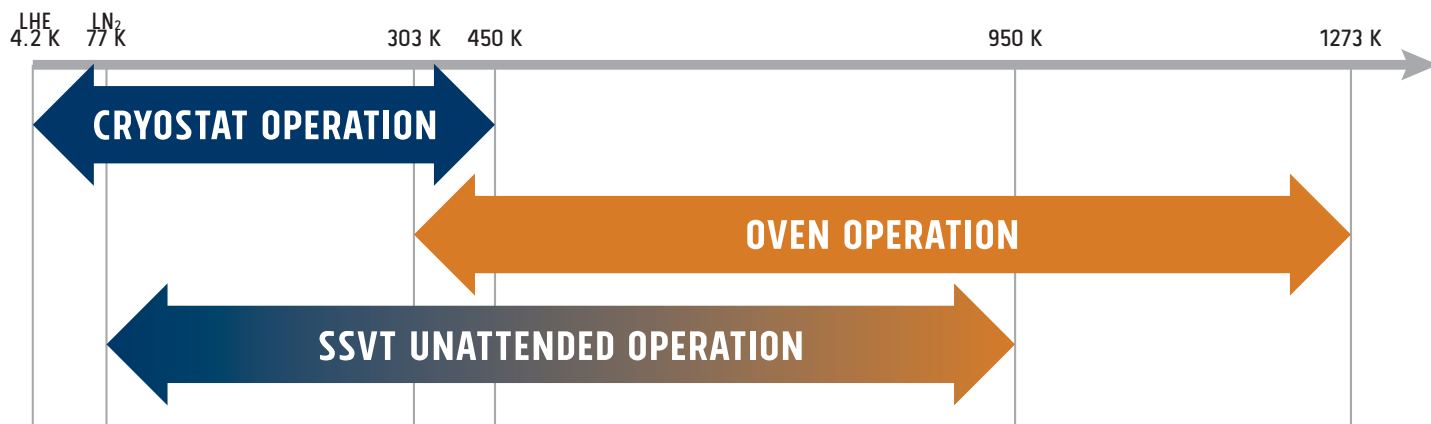 LHE LN₂
4.2 K 77 K 303 K 450 K 950 K 1273 K
CRYOSTAT OPERATION
OVEN OPERATION
SSVT UNATTENDED OPERATION